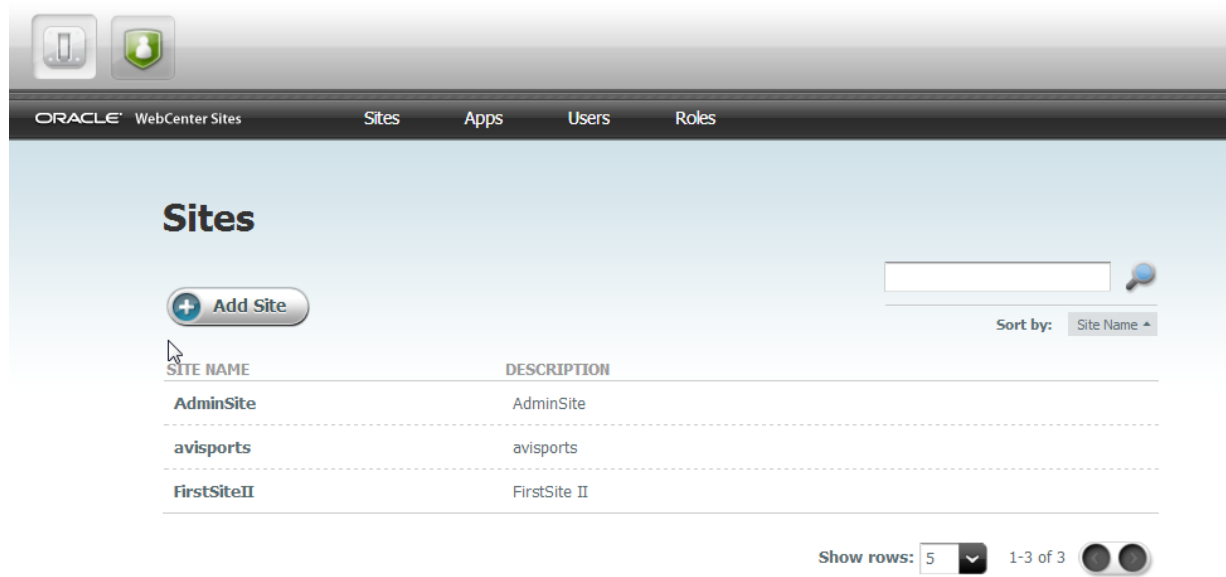 ORACLE WebCenter Sites Sites Apps Users Roles
Sites
Add Site
Sort by: Site Name
SITE NAME DESCRIPTION
AdminSite AdminSite
avisports avisports
FirstSiteII FirstSite II
Show rows: 5 1-3 of 3